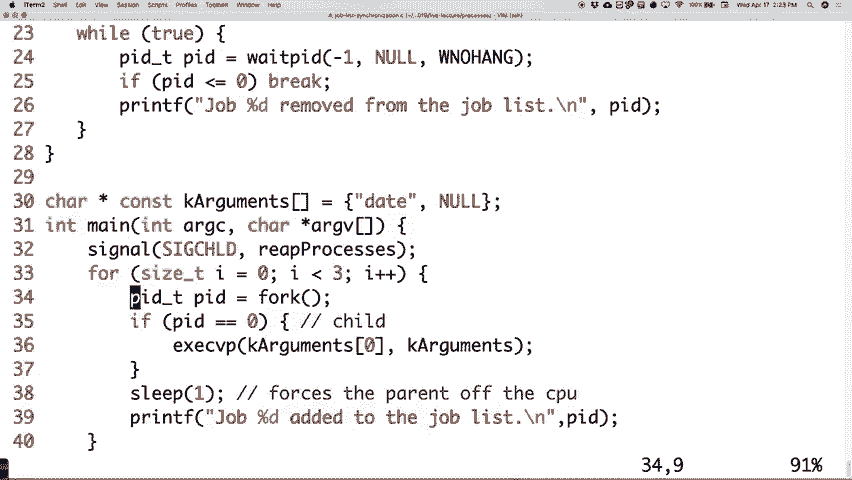 iTerm2 Shell Edit View Session Scripts Profiles Toolbelt Window Help 100% Wed Apr 17 2:23 PM
23 while (true) {
24 pid_t pid = waitpid(-1, NULL, WNOHANG);
25 if (pid <= 0) break;
26 printf("Job %d removed from the job list.\n", pid);
27 }
28 }
29
30 char * const kArguments[] = {"date", NULL};
31 int main(int argc, char *argv[]) {
32 signal(SIGCHLD, reapProcesses);
33 for (size_t i = 0; i < 3; i++) {
34 pid_t pid = fork();
35 if (pid == 0) { // child
36 execvp(kArguments[0], kArguments);
37 }
38 sleep(1); // forces the parent off the cpu
39 printf("Job %d added to the job list.\n",pid);
40 }
34,9 91%